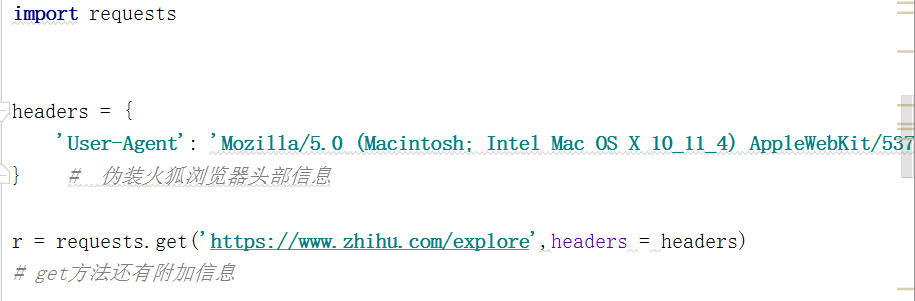 import requests
headers = {
'User-Agent': 'Mozilla/5.0 (Macintosh; Intel Mac OS X 10_11_4) AppleWebKit/537
} # 伪装火狐浏览器头部信息
r = requests.get('https://www.zhihu.com/explore',headers = headers)
# get方法还有附加信息